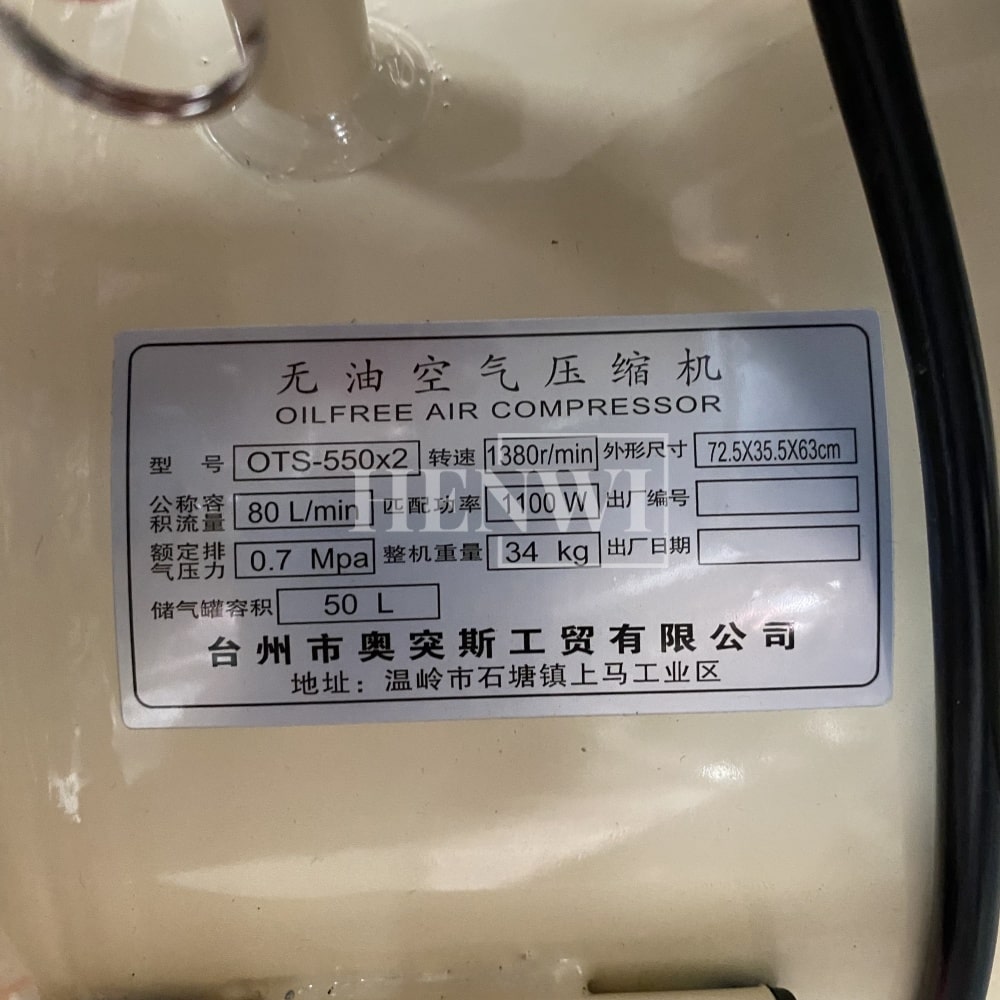 无油空气压缩机
OILFREE AIR COMPRESSOR
型 号 OTS-550x2 转速 1380r/min 外形尺寸 72.5X35.5X63cm
公称容积流量 80 L/min 匹配功率 1100 W 出厂编号
额定排气压力 0.7 Mpa 整机重量 34 kg 出厂日期
储气罐容积 50 L
台州市奥突斯工贸有限公司
地址：温岭市石塘镇上马工业区
HENWI